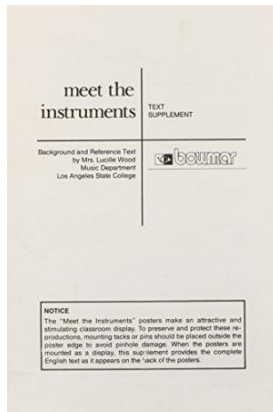 meet the
instruments
TEXT
SUPPLEMENT
Background and Reference Text
by Mrs. Lucille Wood
Music Department
Los Angeles State College
bowmar
NOTICE
The "Meet the Instruments" posters make an attractive and
stimulating classroom display. To preserve and protect these re-
productions, mounting tacks or pins should be placed outside the
poster edge to avoid pinhole damage. When the posters are
mounted as a display, this supplement provides the complete
English text as it appears on the back of the posters.